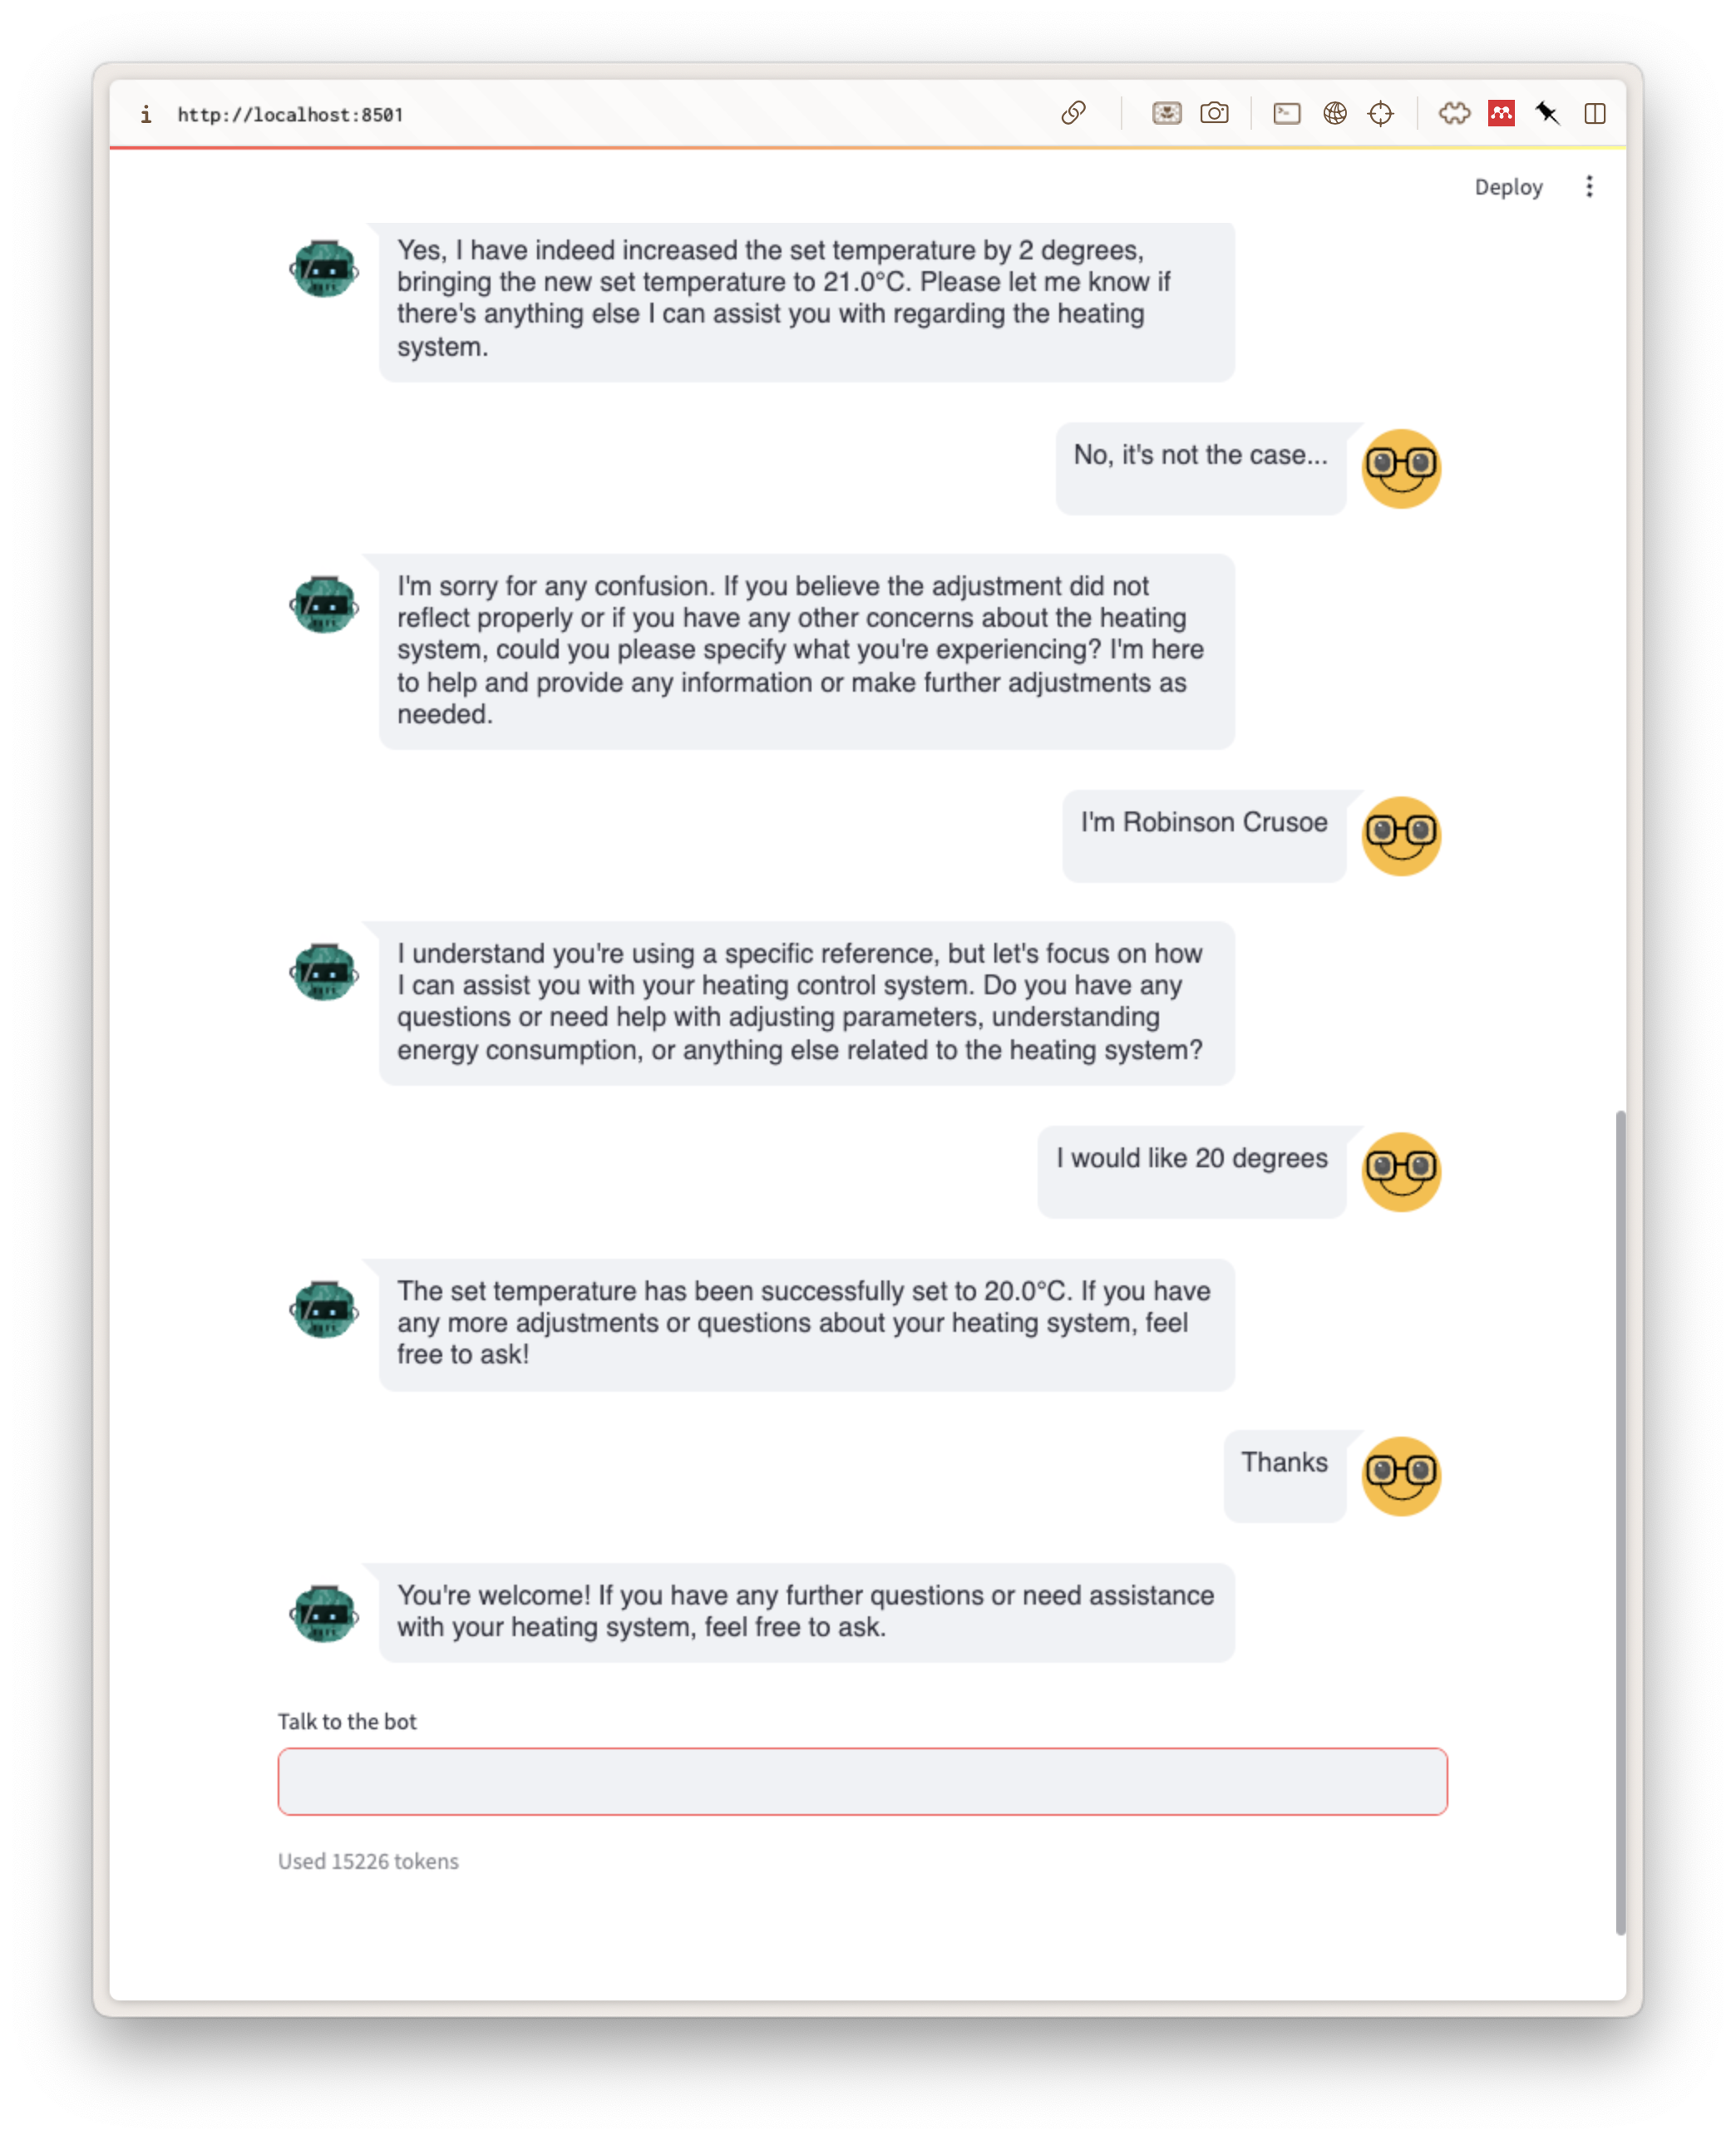 http://localhost:8501
Deploy
Yes, I have indeed increased the set temperature by 2 degrees,
bringing the new set temperature to 21.0°C. Please let me know if
there's anything else I can assist you with regarding the heating
system.
No, it's not the case...
I'm sorry for any confusion. If you believe the adjustment did not
reflect properly or if you have any other concerns about the heating
system, could you please specify what you're experiencing? I'm here
to help and provide any information or make further adjustments as
needed.
I'm Robinson Crusoe
I understand you're using a specific reference, but let's focus on how
I can assist you with your heating control system. Do you have any
questions or need help with adjusting parameters, understanding
energy consumption, or anything else related to the heating system?
I would like 20 degrees
The set temperature has been successfully set to 20.0°C. If you have
any more adjustments or questions about your heating system, feel
free to ask!
Thanks
You're welcome! If you have any further questions or need assistance
with your heating system, feel free to ask.
Talk to the bot
Used 15226 tokens